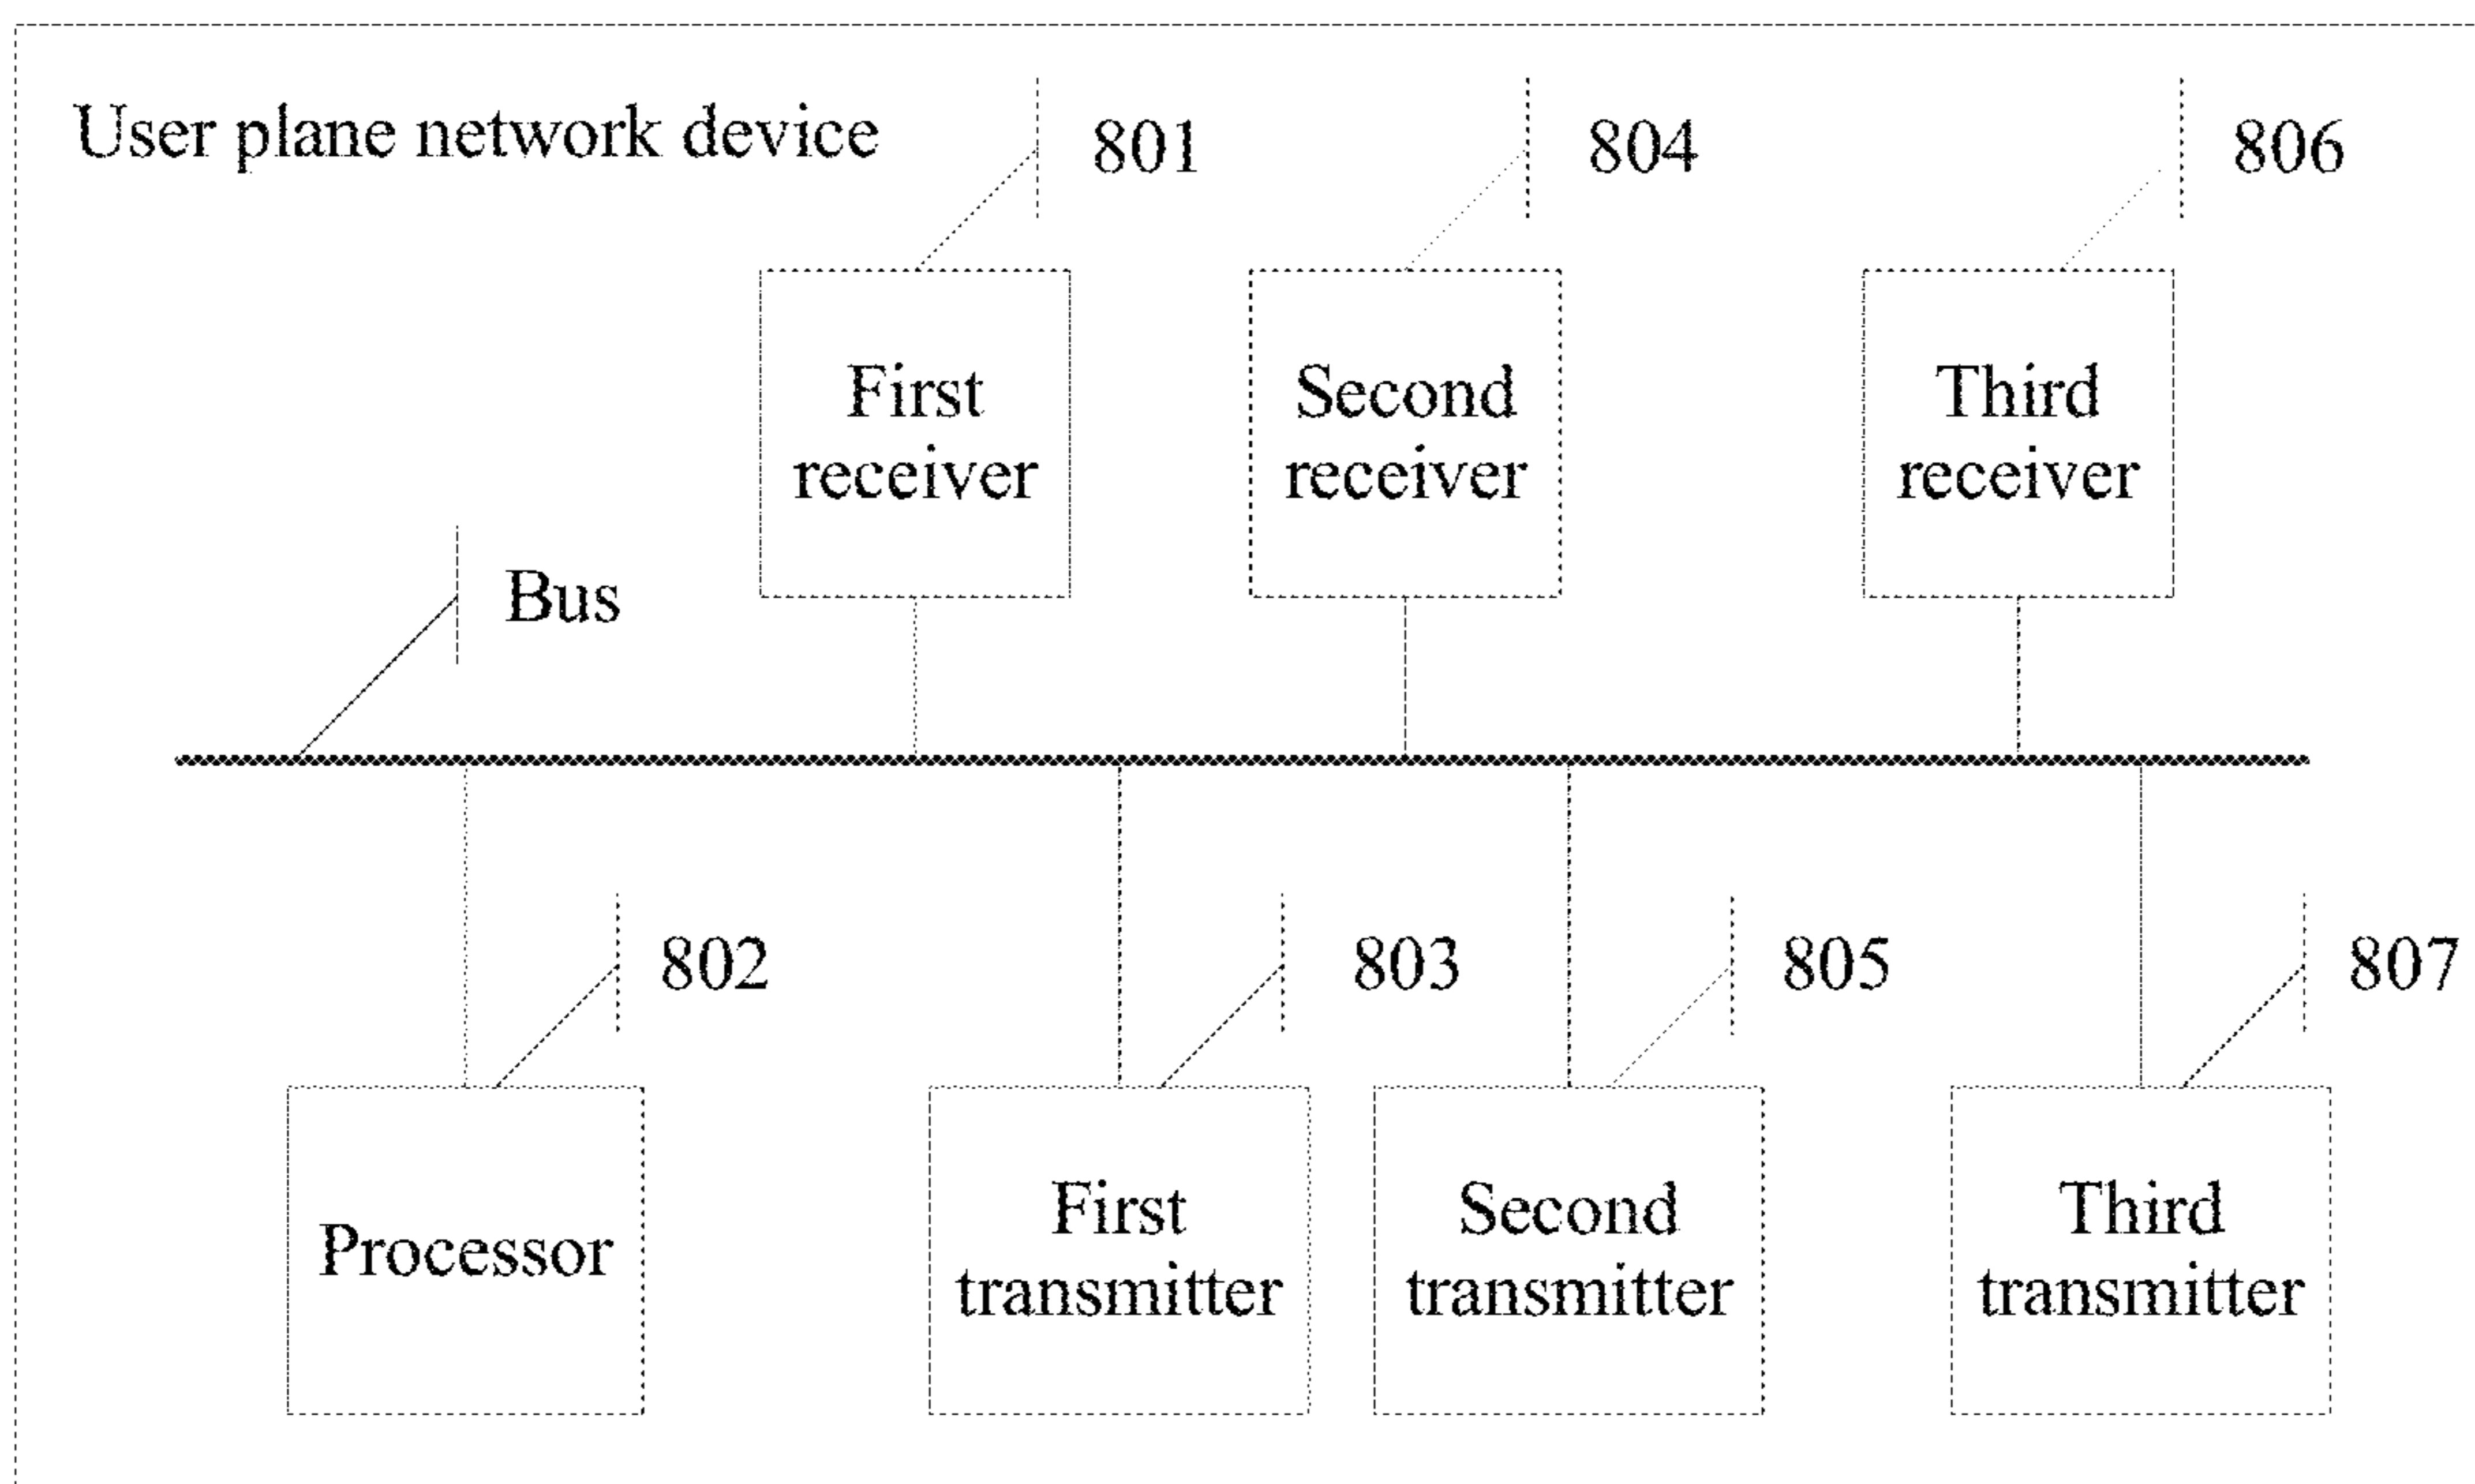 User plane network device
801
804
806
First
receiver
Second
receiver
Third
receiver
Bus
802
803
805
807
Processor
First
transmitter
Second
transmitter
Third
transmitter